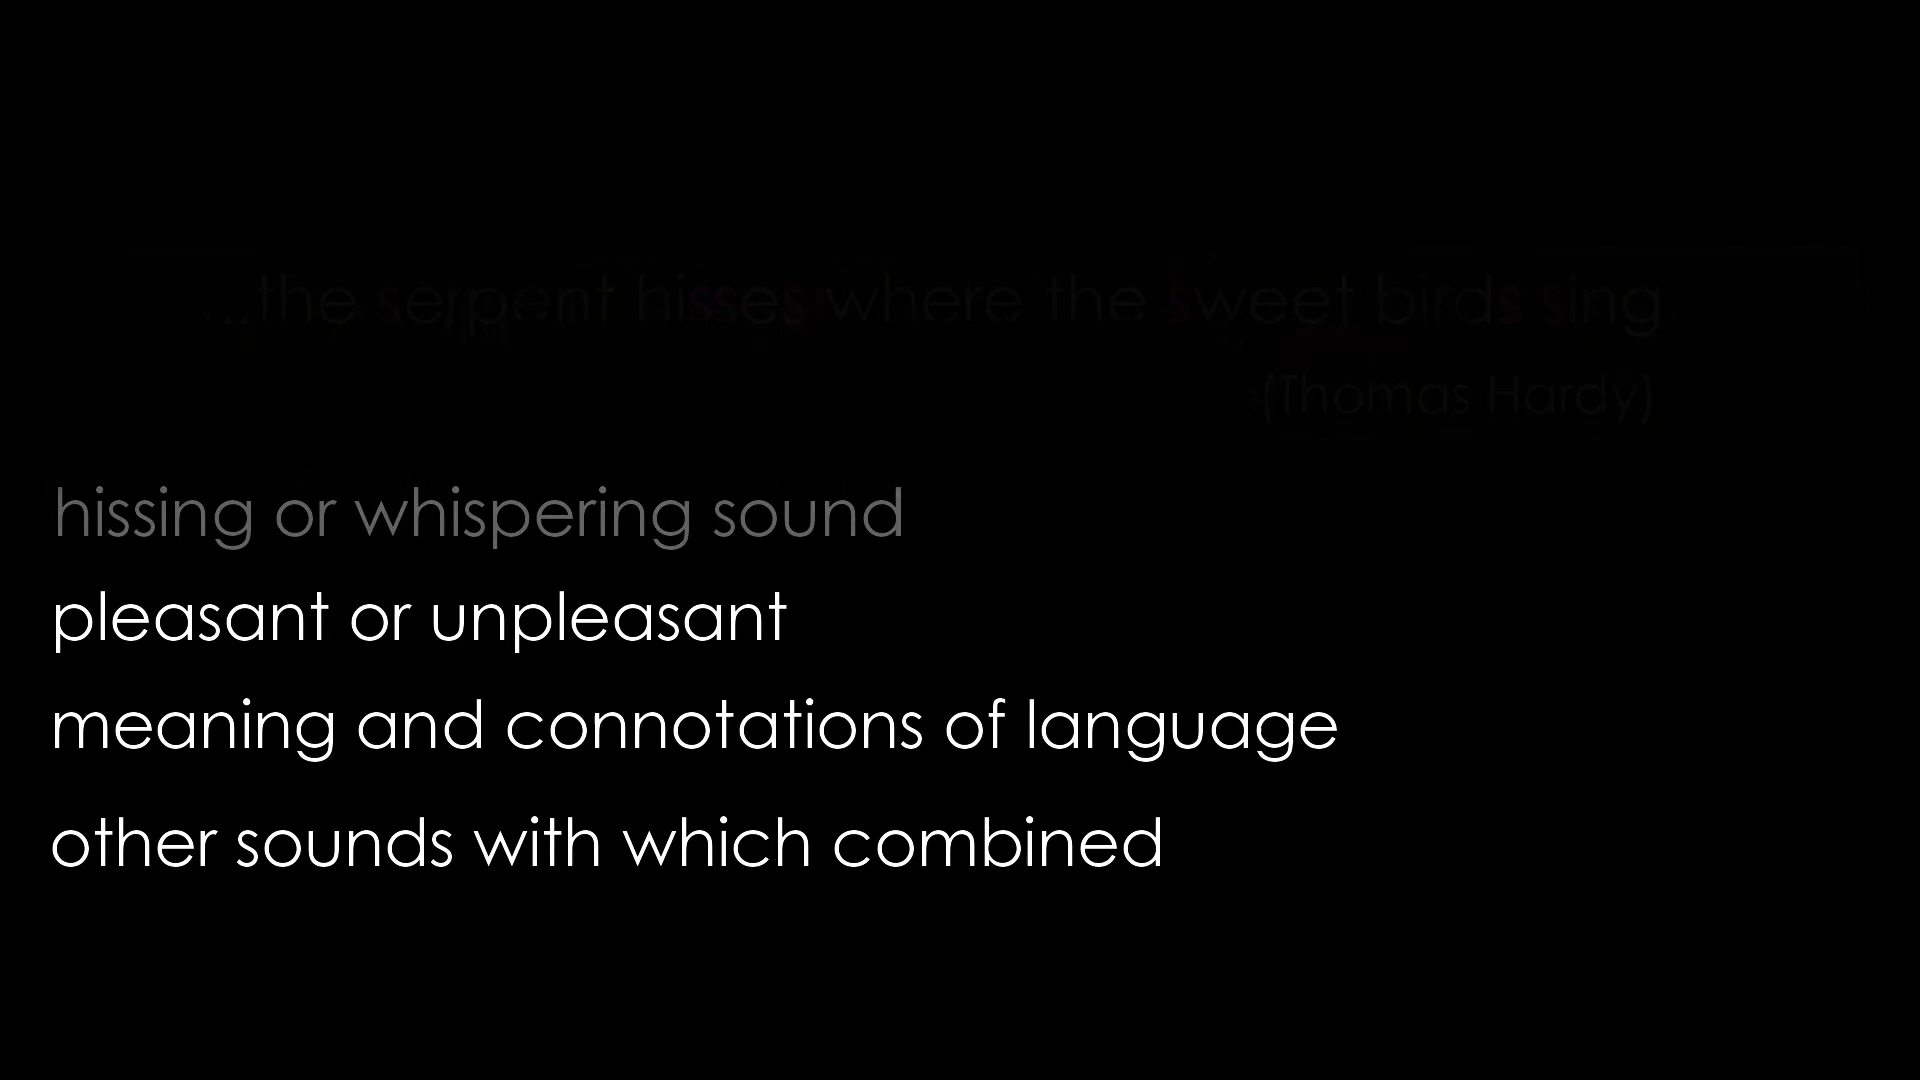 ...the serpent hisses where the sweet birds sing
(Thomas Hardy)
hissing or whispering sound
pleasant or unpleasant
meaning and connotations of language
other sounds with which combined